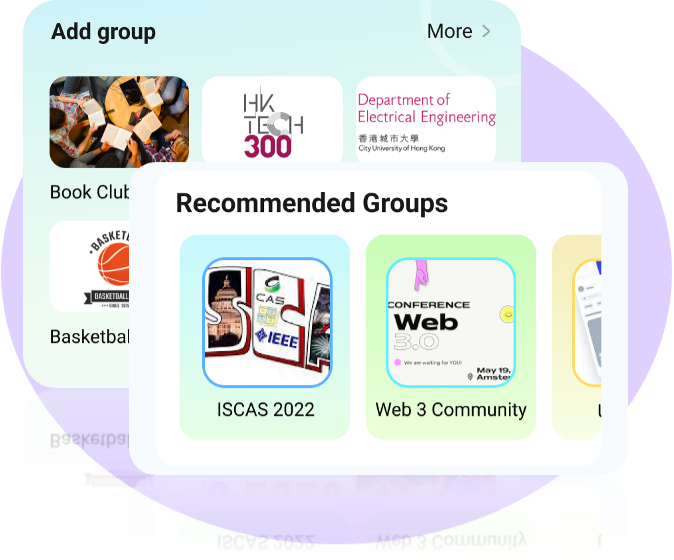 Add group
More
HK
TECH
300
Department of
Electrical Engineering
香港城市大學
City University of Hong Kong
Book Club
Recommended Groups
BASKETBALL
Basketbal
CAS
IEEE
ISCAS 2022
CONFERENCE
Web
3.0
We are waiting for YOU!
May 19,
Amster
Web 3 Community